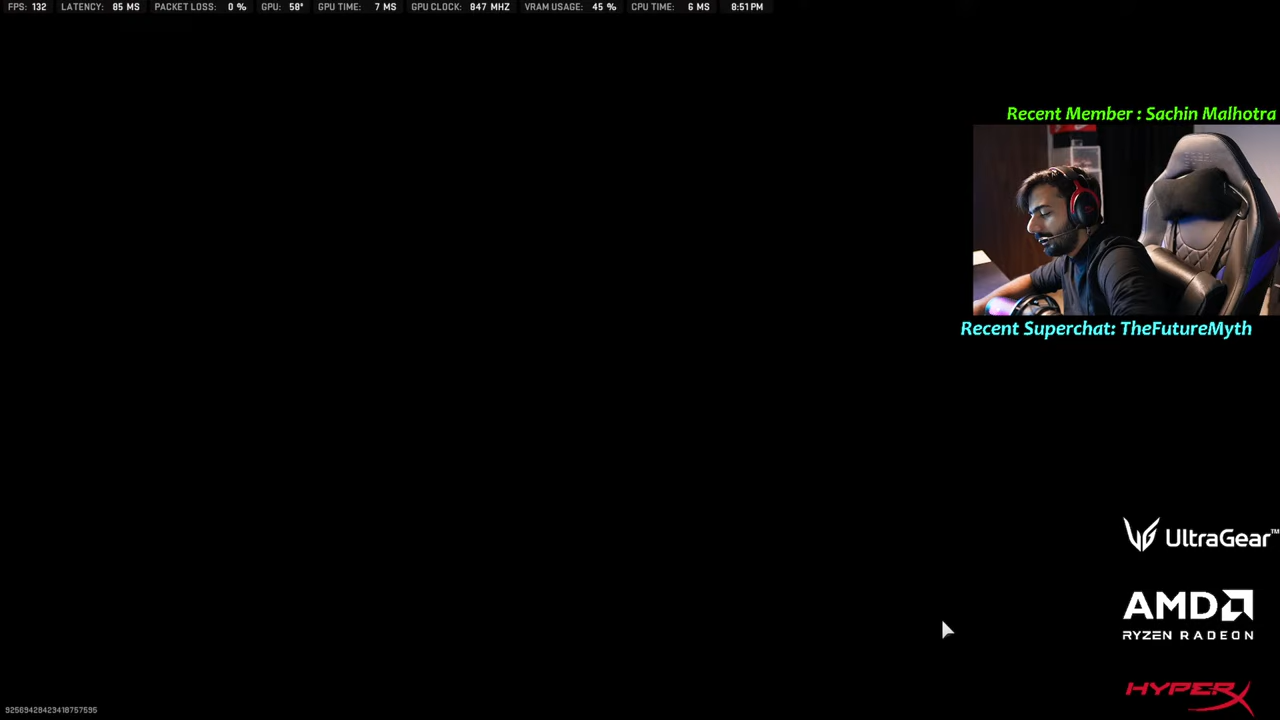 FPS: 132 LATENCY: 85 MS PACKET LOSS: 0 % GPU: 58° GPU TIME: 7 MS GPU CLOCK: 847 MHZ VRAM USAGE: 45 % CPU TIME: 6 MS 8:51 PM
Recent Member : Sachin Malhotra
Recent Superchat: TheFutureMyth
UltraGear™
AMD
RYZEN RADEON
HYPERX
92569428423418757595